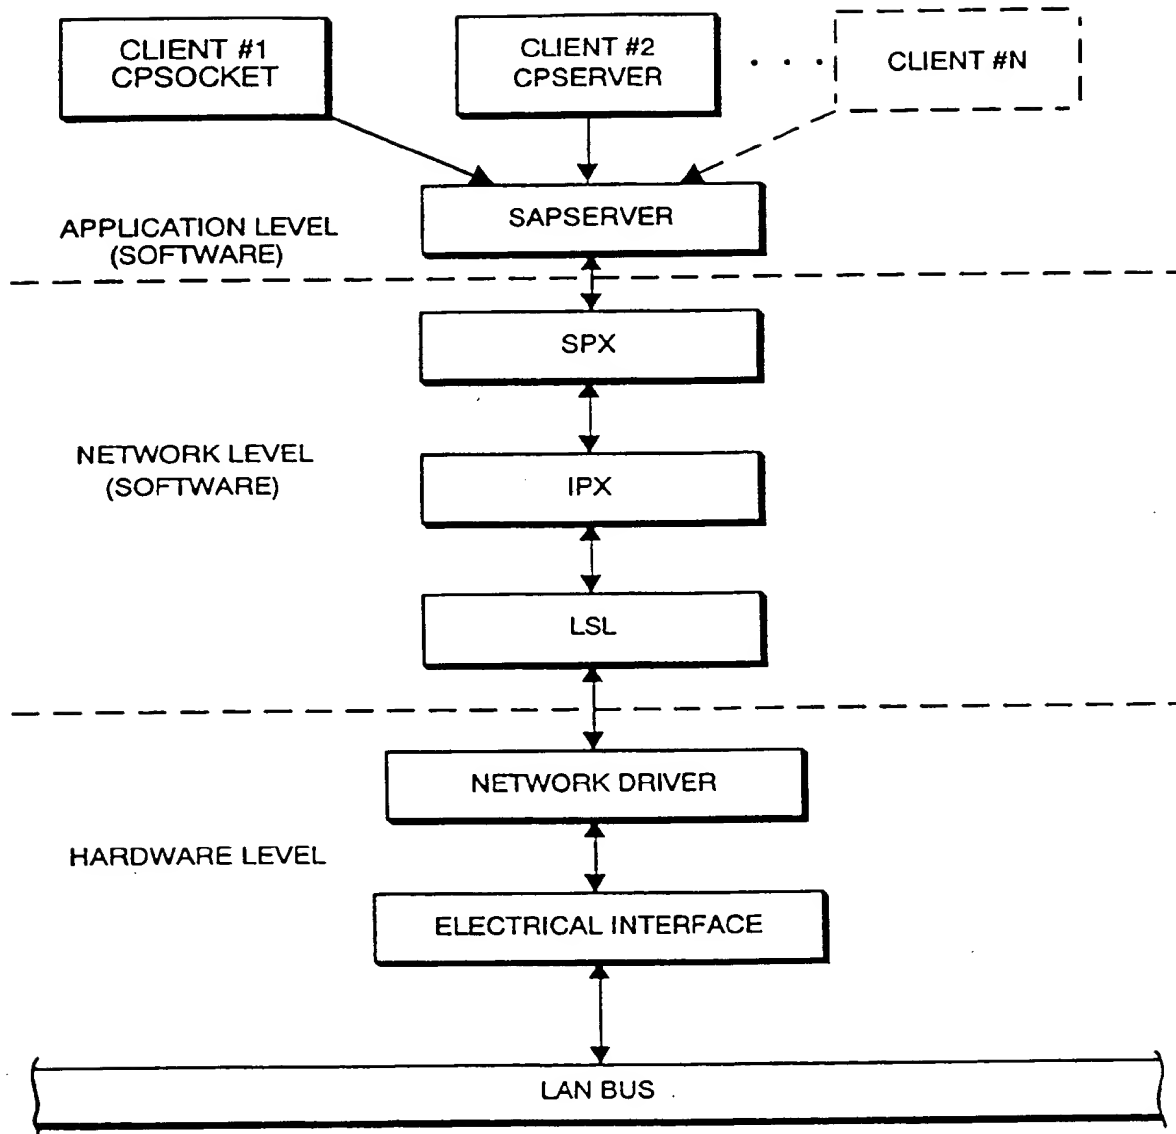 CLIENT #1
CPSOCKET
CLIENT #2
CPSERVER
. . .
CLIENT #N
SAPSERVER
APPLICATION LEVEL
(SOFTWARE)
SPX
NETWORK LEVEL
(SOFTWARE)
IPX
LSL
NETWORK DRIVER
HARDWARE LEVEL
ELECTRICAL INTERFACE
LAN BUS